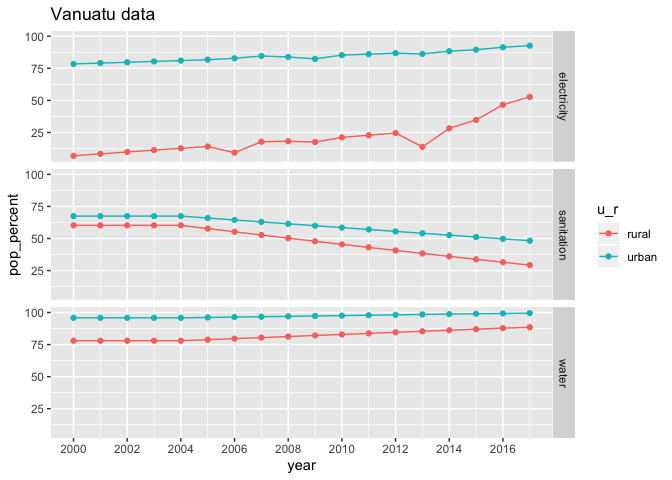 Vanuatu data
pop_percent
100
75
50
25
electricity
100
75
50
25
sanitation
100
75
50
25
water
2000 2002 2004 2006 2008 2010 2012 2014 2016
year
u_r
rural
urban